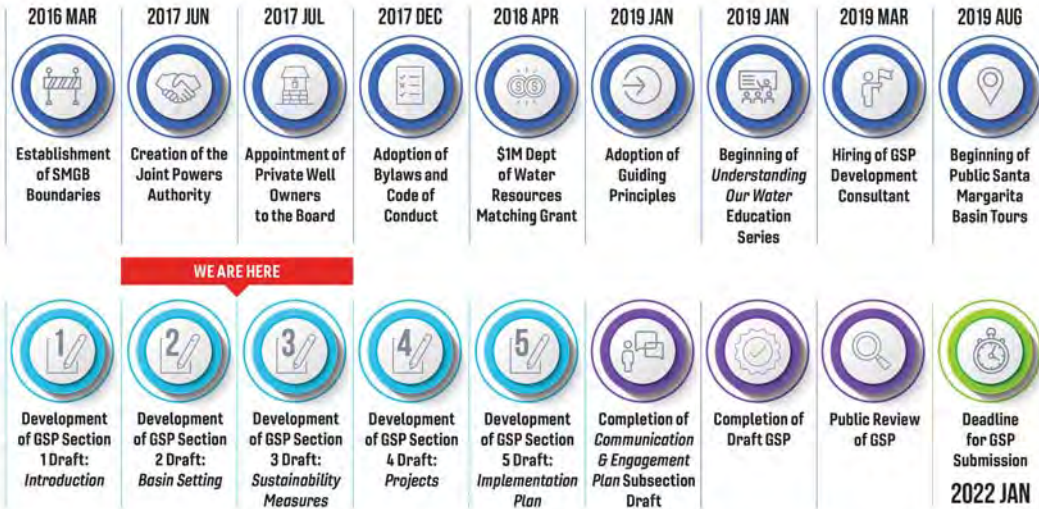 2016 MAR
Establishment
of SMGB
Boundaries
2017 JUN
Creation of the
Joint Powers
Authority
2017 JUL
Appointment of
Private Well
Owners
to the Board
2017 DEC
Adoption of
Bylaws and
Code of
Conduct
2018 APR
$ $
$1M Dept
of Water
Resources
Matching Grant
2019 JAN
Adoption of
Guiding
Principles
2019 JAN
Beginning of
Understanding
Our Water
Education
Series
2019 MAR
Hiring of GSP
Development
Consultant
2019 AUG
Beginning of
Public Santa
Margarita
Basin Tours
WE ARE HERE
1
Development
of GSP Section
1 Draft:
Introduction
2
Development
of GSP Section
2 Draft:
Basin Setting
3
Development
of GSP Section
3 Draft:
Sustainability
Measures
4
Development
of GSP Section
4 Draft:
Projects
5
Development
of GSP Section
5 Draft:
Implementation
Plan
Completion of
Communication
& Engagement
Plan Subsection
Draft
Completion of
Draft GSP
Public Review
of GSP
Deadline
for GSP
Submission
2022 JAN